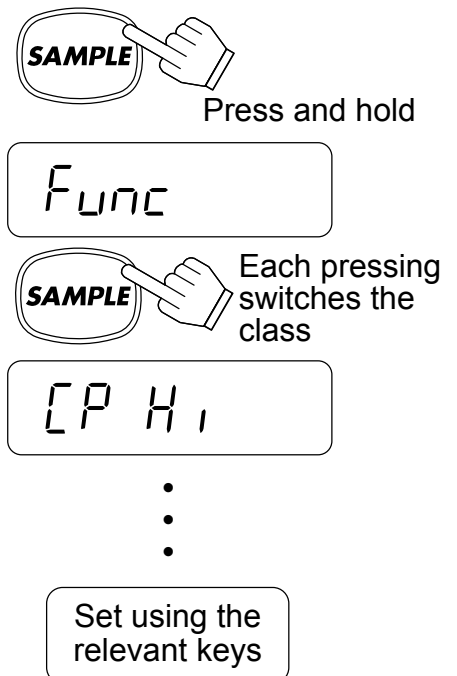 SAMPLE
Press and hold
Func
SAMPLE
Each pressing
switches the
class
CP Hi
Set using the
relevant keys